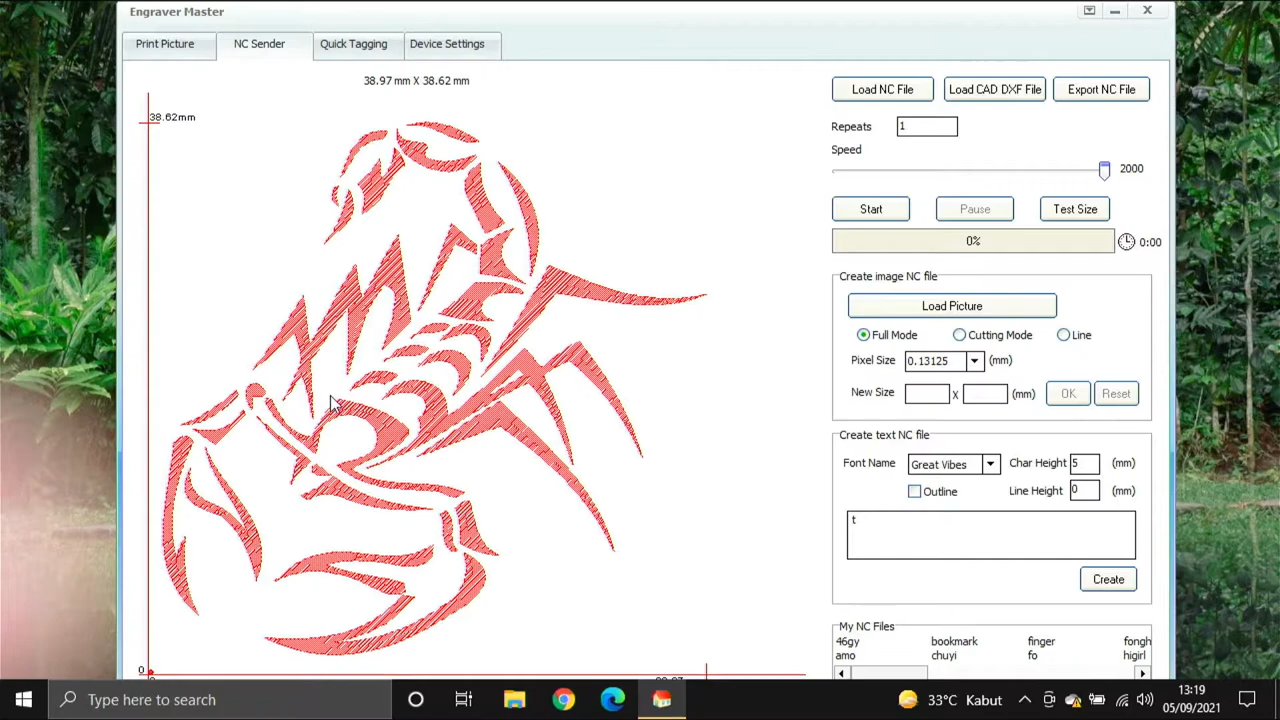 Engraver Master
Print Picture NC Sender Quick Tagging Device Settings
38.97 mm X 38.62 mm
38.62mm
0
Load NC File Load CAD DXF File Export NC File
Repeats 1
Speed
2000
Start Pause Test Size
0% 0:00
Create image NC file
Load Picture
Full Mode Cutting Mode Line
Pixel Size 0.13125 (mm)
New Size X (mm) OK Reset
Create text NC file
Font Name Great Vibes Char Height 5 (mm)
Outline Line Height 0 (mm)
t
Create
My NC Files
46gy bookmark finger fongh
amo chuyi fo higirl
Type here to search
33°C Kabut
13:19
05/09/2021